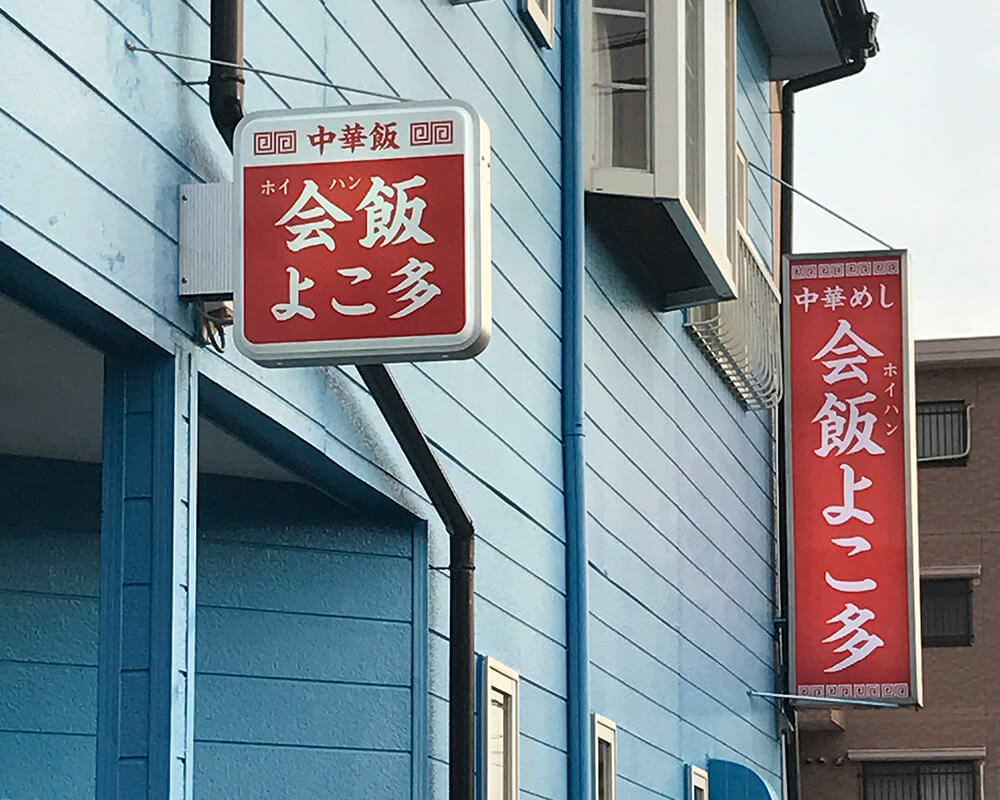 中華飯
ホイ ハン
会飯
よこ多
中華めし
会飯よこ多
ホイハン